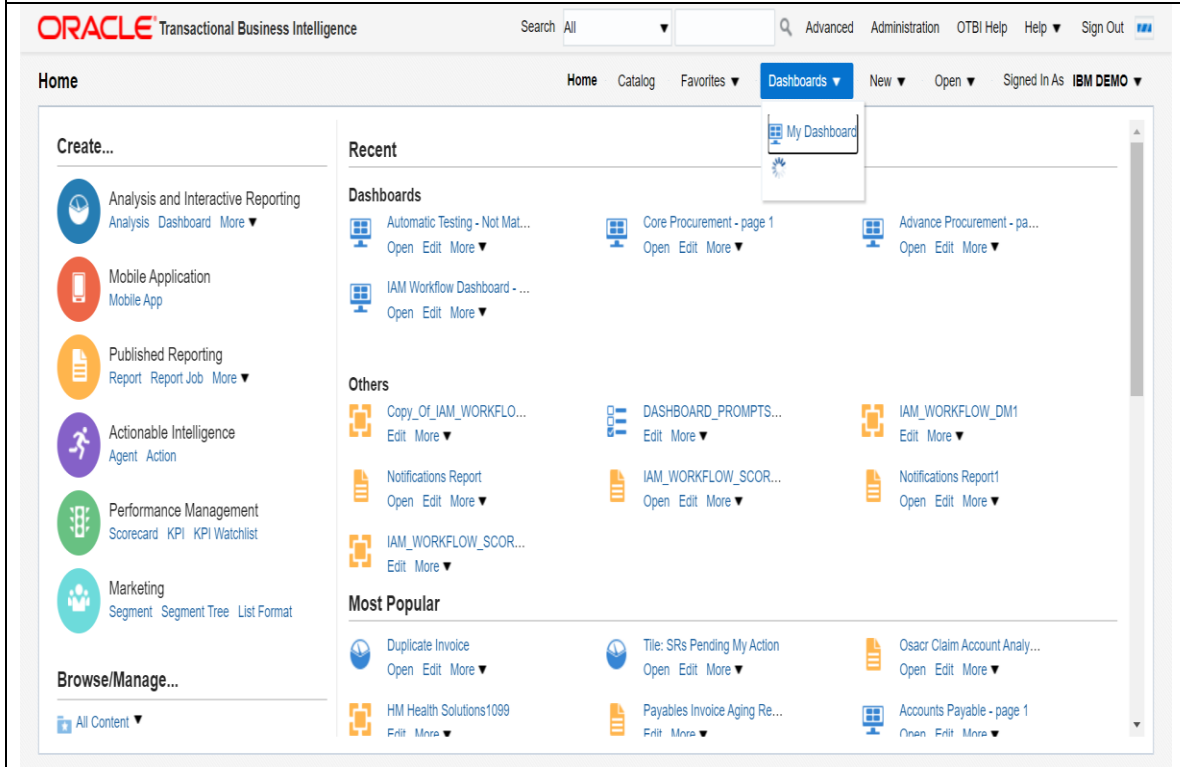 ORACLE Transactional Business Intelligence Search All ▼ Advanced Administration OTBI Help Help ▼ Sign Out
Home Home Catalog Favorites ▼ Dashboards ▼ New ▼ Open ▼ Signed In As IBM DEMO ▼
My Dashboard
Create...
Analysis and Interactive Reporting
Analysis Dashboard More ▼
Mobile Application
Mobile App
Published Reporting
Report Report Job More ▼
Actionable Intelligence
Agent Action
Performance Management
Scorecard KPI KPI Watchlist
Marketing
Segment Segment Tree List Format
Browse/Manage...
All Content ▼
Recent
Dashboards
Automatic Testing - Not Mat... Core Procurement - page 1 Advance Procurement - pa...
Open Edit More ▼ Open Edit More ▼ Open Edit More ▼
IAM Workflow Dashboard - ...
Open Edit More ▼
Others
Copy_Of_IAM_WORKFLO... DASHBOARD_PROMPTS... IAM_WORKFLOW_DM1
Edit More ▼ Edit More ▼ Edit More ▼
Notifications Report IAM_WORKFLOW_SCOR... Notifications Report1
Open Edit More ▼ Open Edit More ▼ Open Edit More ▼
IAM_WORKFLOW_SCOR...
Edit More ▼
Most Popular
Duplicate Invoice Tile: SRs Pending My Action Osacr Claim Account Analy...
Open Edit More ▼ Open Edit More ▼ Open Edit More ▼
HM Health Solutions1099 Payables Invoice Aging Re... Accounts Payable - page 1
Edit More ▼ Edit More ▼ Open Edit More ▼